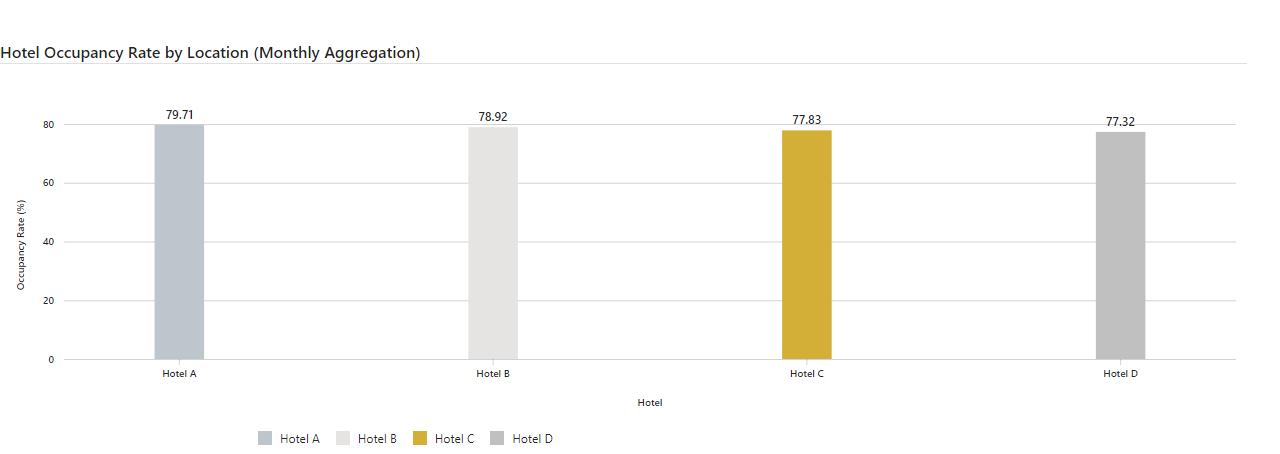 Hotel Occupancy Rate by Location (Monthly Aggregation)
79.71
78.92
77.83
77.32
80
60
40
20
0
Occupancy Rate (%)
Hotel A
Hotel B
Hotel C
Hotel D
Hotel
Hotel A
Hotel B
Hotel C
Hotel D